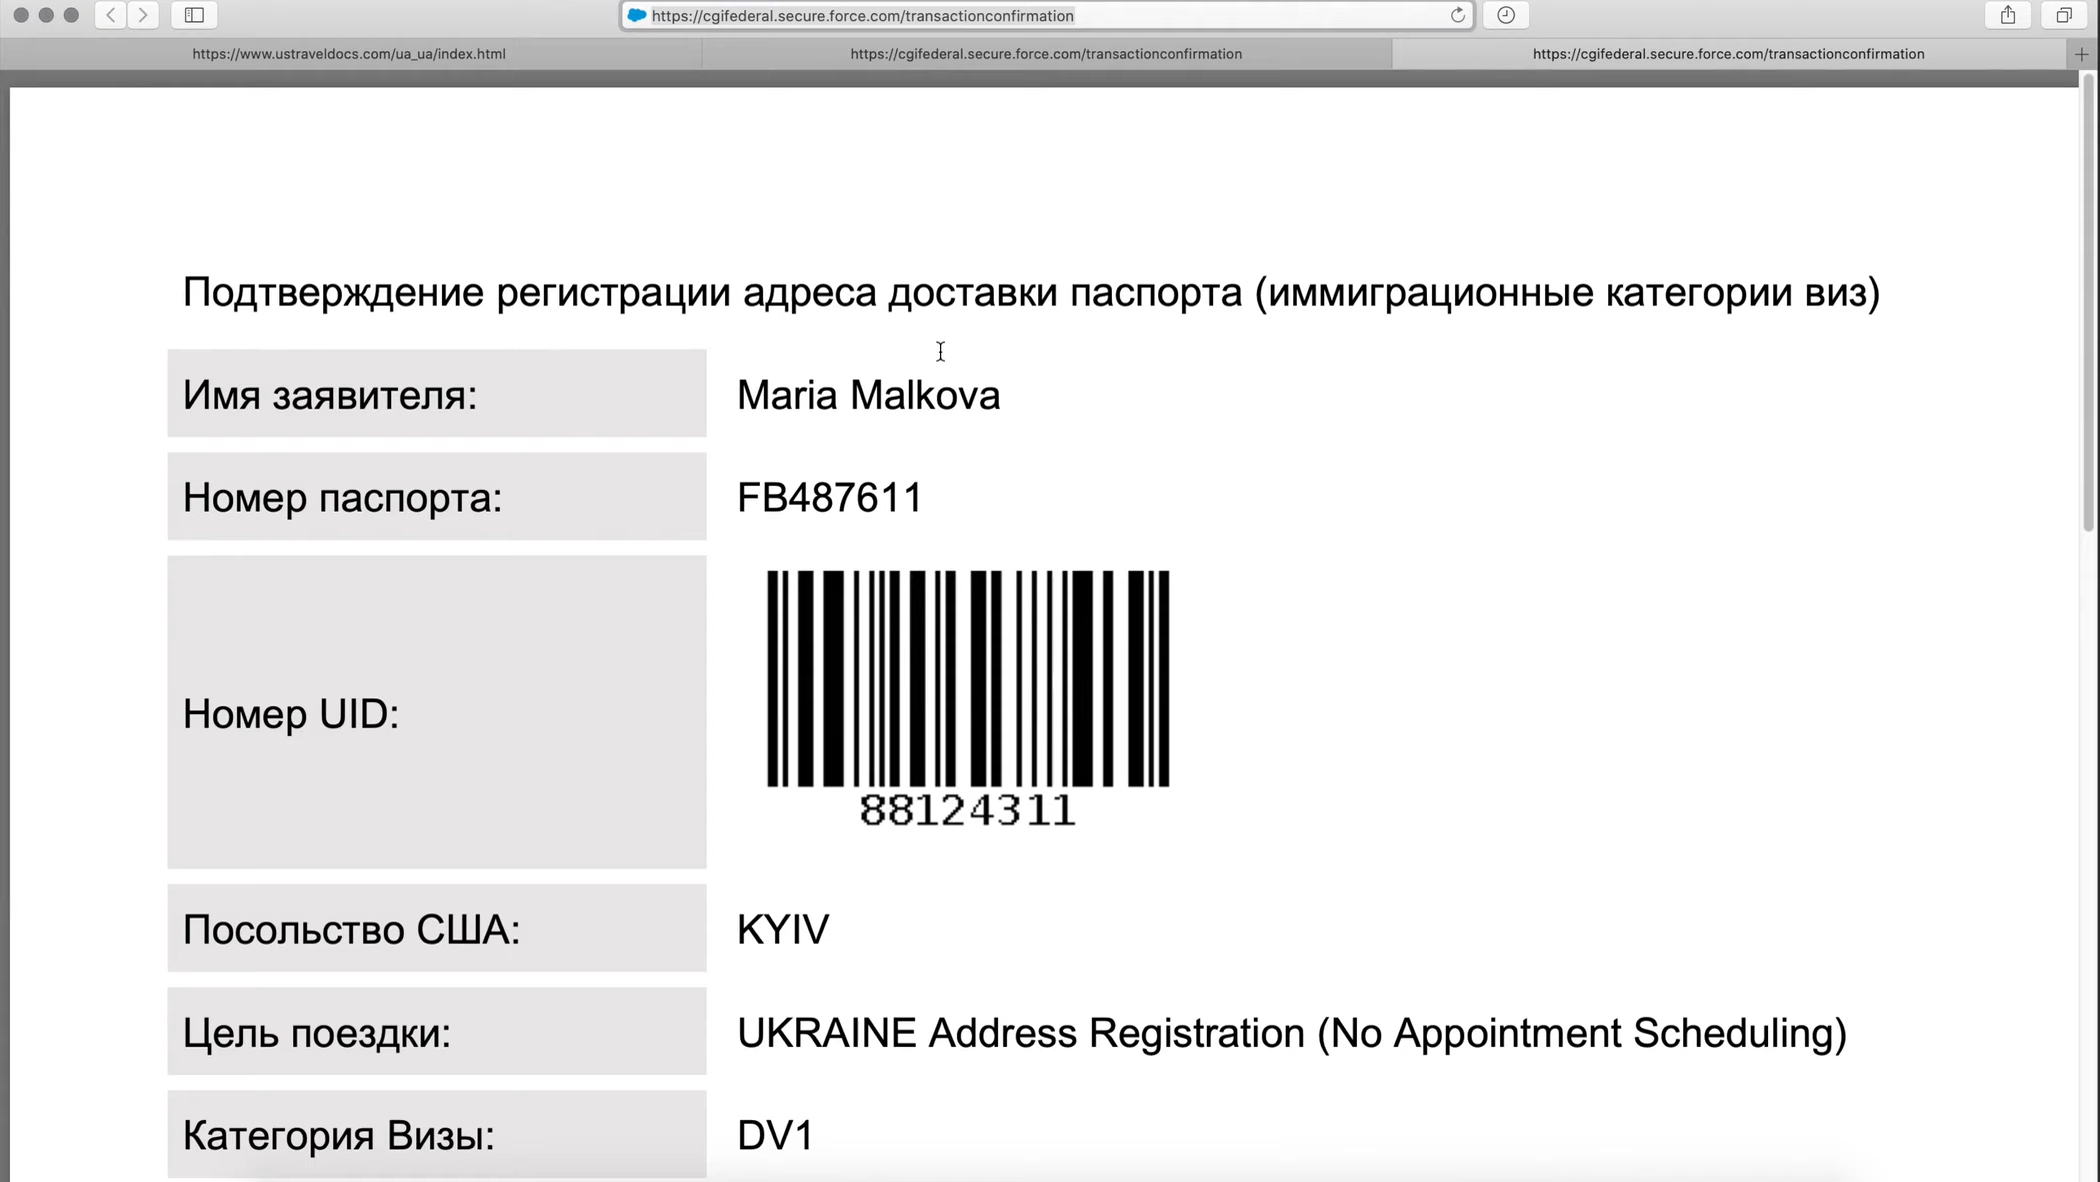 https://cgifederal.secure.force.com/transactionconfirmation
https://www.ustraveldocs.com/ua_ua/index.html
https://cgifederal.secure.force.com/transactionconfirmation
https://cgifederal.secure.force.com/transactionconfirmation
Подтверждение регистрации адреса доставки паспорта (иммиграционные категории виз)
Имя заявителя: Maria Malkova
Номер паспорта: FB487611
Номер UID:
88124311
Посольство США: KYIV
Цель поездки: UKRAINE Address Registration (No Appointment Scheduling)
Категория Визы: DV1